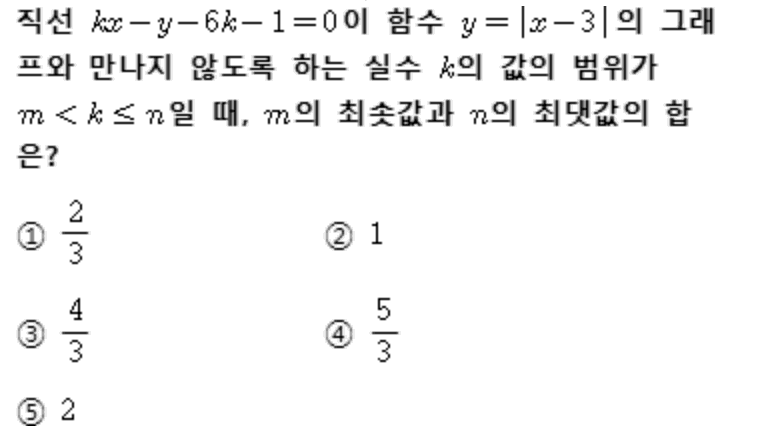 직선 kx−y−6k−1=0이 함수 y=|x−3|의 그래
프와 만나지 않도록 하는 실수 k의 값의 범위가
m<k≤n일 때, m의 최솟값과 n의 최댓값의 합
은?
① 2/3 ② 1
③ 4/3 ④ 5/3
⑤ 2